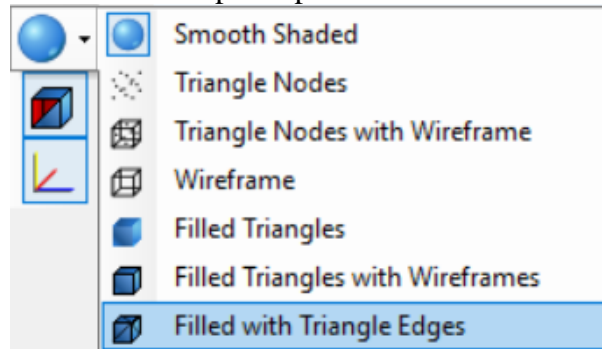 Smooth Shaded
Triangle Nodes
Triangle Nodes with Wireframe
Wireframe
Filled Triangles
Filled Triangles with Wireframes
Filled with Triangle Edges